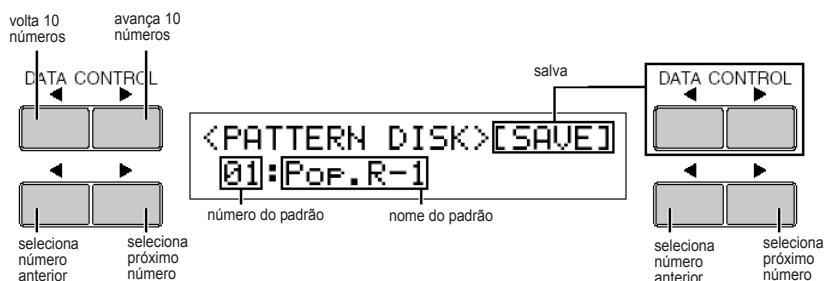 volta 10
números
avança 10
números
DATA CONTROL
salva
DATA CONTROL
<PATTERN DISK>[SAVE]
01:Pop.R-1
número do padrão
nome do padrão
seleciona
número
anterior
seleciona
próximo
número
seleciona
número
anterior
seleciona
próximo
número